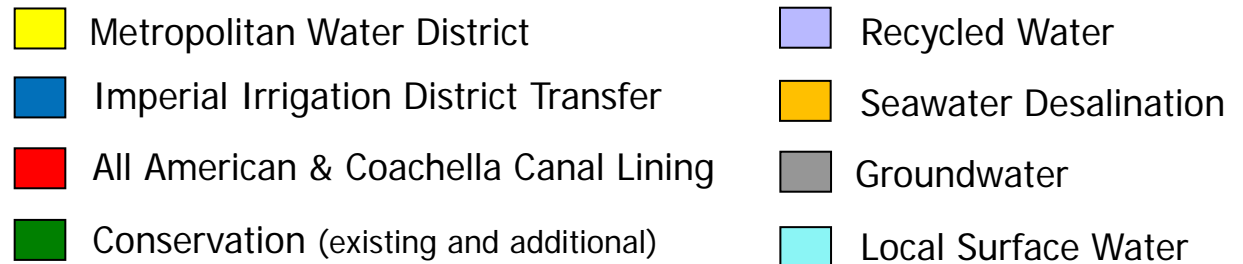 Metropolitan Water District
Imperial Irrigation District Transfer
All American & Coachella Canal Lining
Conservation (existing and additional)
Recycled Water
Seawater Desalination
Groundwater
Local Surface Water